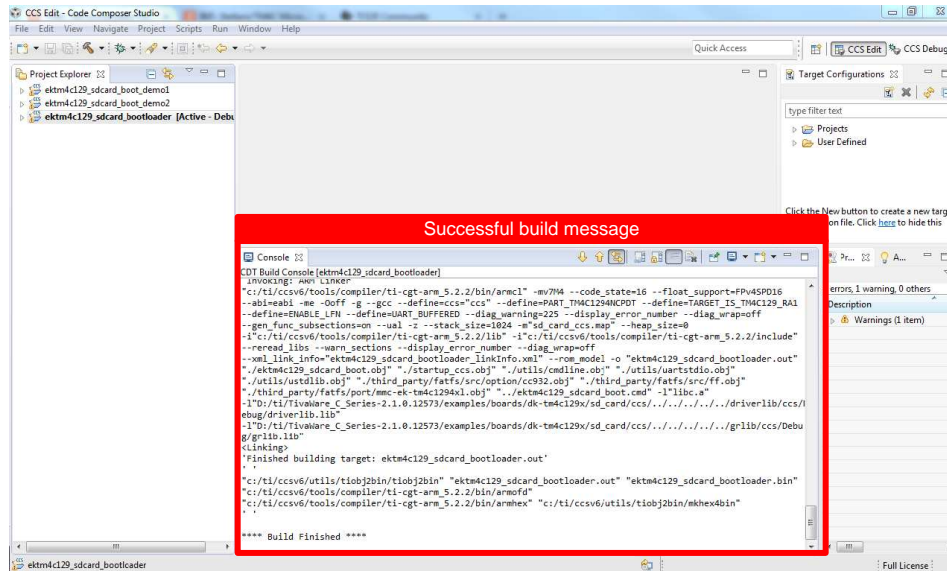 CCS Edit - Code Composer Studio
File Edit View Navigate Project Scripts Run Window Help
Quick Access
CCS Edit
CCS Debug
Project Explorer
ektm4c129_sdcard_boot_demo1
ektm4c129_sdcard_boot_demo2
ektm4c129_sdcard_bootloader [Active - Debu
Target Configurations
type filter text
Projects
User Defined
Click the New button to create a new targ
on file. Click here to hide this
Successful build message
Console
CDT Build Console [ektm4c129_sdcard_bootloader]
Invoking: ARM Linker
"c:/ti/ccsv6/tools/compiler/ti-cgt-arm_5.2.2/bin/armcl" -mv7M4 --code_state=16 --float_support=FPv4SPD16
--abi=eabi -me -Ooff -g --gcc --define=ccs="ccs" --define=PART_TM4C1294NCPDT --define=TARGET_IS_TM4C129_RA1
--define=ENABLE_LFN --define=UART_BUFFERED --diag_warning=225 --display_error_number --diag_wrap=off
--gen_func_subsections=on --ual -z --stack_size=1024 -m"sd_card_ccs.map" --heap_size=0
-i"c:/ti/ccsv6/tools/compiler/ti-cgt-arm_5.2.2/lib" -i"c:/ti/ccsv6/tools/compiler/ti-cgt-arm_5.2.2/include"
--reread_libs --warn_sections --display_error_number --diag_wrap=off
--xml_link_info="ektm4c129_sdcard_bootloader_linkInfo.xml" --rom_model -o "ektm4c129_sdcard_bootloader.out"
"./ektm4c129_sdcard_boot.obj" "./startup_ccs.obj" "./utils/cmdline.obj" "./utils/uartstdio.obj"
"./utils/ustdlib.obj" "./third_party/fatfs/src/option/cc932.obj" "./third_party/fatfs/src/ff.obj"
"./third_party/fatfs/port/mmc-ek-tm4c1294xl.obj" "../ektm4c129_sdcard_boot.cmd" -l"libc.a"
-l"D:/ti/TivaWare_C_Series-2.1.0.12573/examples/boards/dk-tm4c129x/sd_card/ccs/../../../../../driverlib/ccs/D
ebug/driverlib.lib"
-l"D:/ti/TivaWare_C_Series-2.1.0.12573/examples/boards/dk-tm4c129x/sd_card/ccs/../../../../../grlib/ccs/Debu
g/grlib.lib"
<Linking>
'Finished building target: ektm4c129_sdcard_bootloader.out'
' '
"c:/ti/ccsv6/utils/tiobj2bin/tiobj2bin" "ektm4c129_sdcard_bootloader.out" "ektm4c129_sdcard_bootloader.bin"
"c:/ti/ccsv6/tools/compiler/ti-cgt-arm_5.2.2/bin/armofd"
"c:/ti/ccsv6/tools/compiler/ti-cgt-arm_5.2.2/bin/armhex" "c:/ti/ccsv6/utils/tiobj2bin/mkhex4bin"
' '
**** Build Finished ****
Pr...
A...
errors, 1 warning, 0 others
Description
Warnings (1 item)
ektm4c129_sdcard_bootloader
Full License